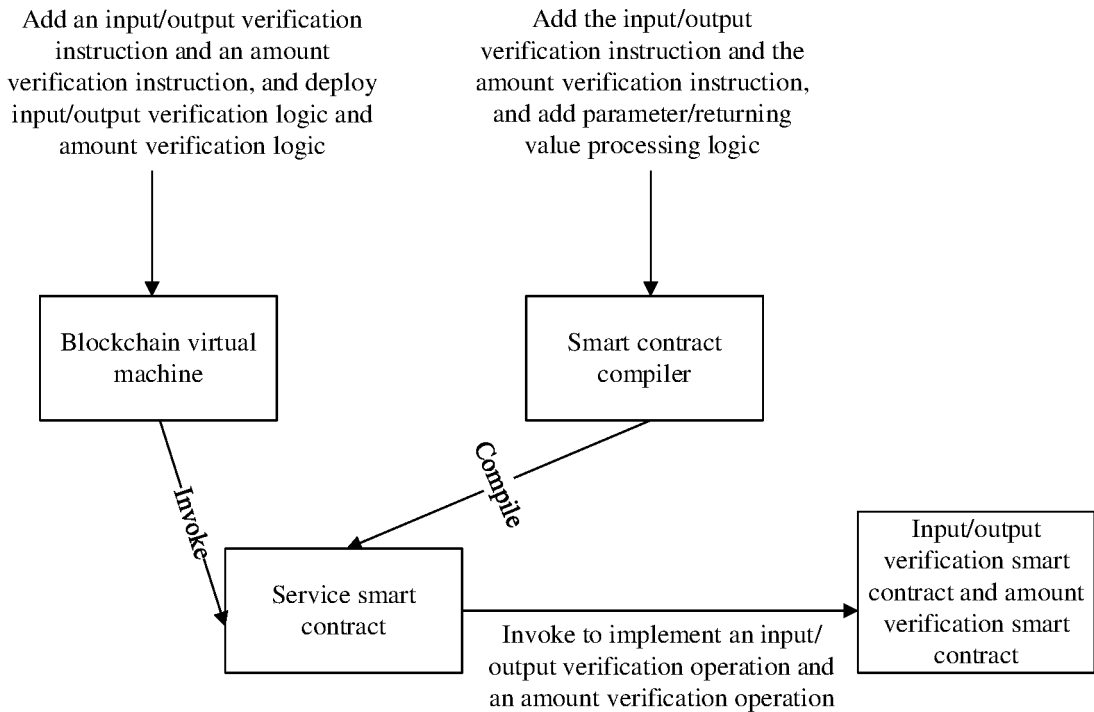 Add an input/output verification
instruction and an amount
verification instruction, and deploy
input/output verification logic and
amount verification logic
Add the input/output
verification instruction and the
amount verification instruction,
and add parameter/returning
value processing logic
Blockchain virtual
machine
Smart contract
compiler
Invoke
Compile
Service smart
contract
Invoke to implement an input/
output verification operation and
an amount verification operation
Input/output
verification smart
contract and amount
verification smart
contract